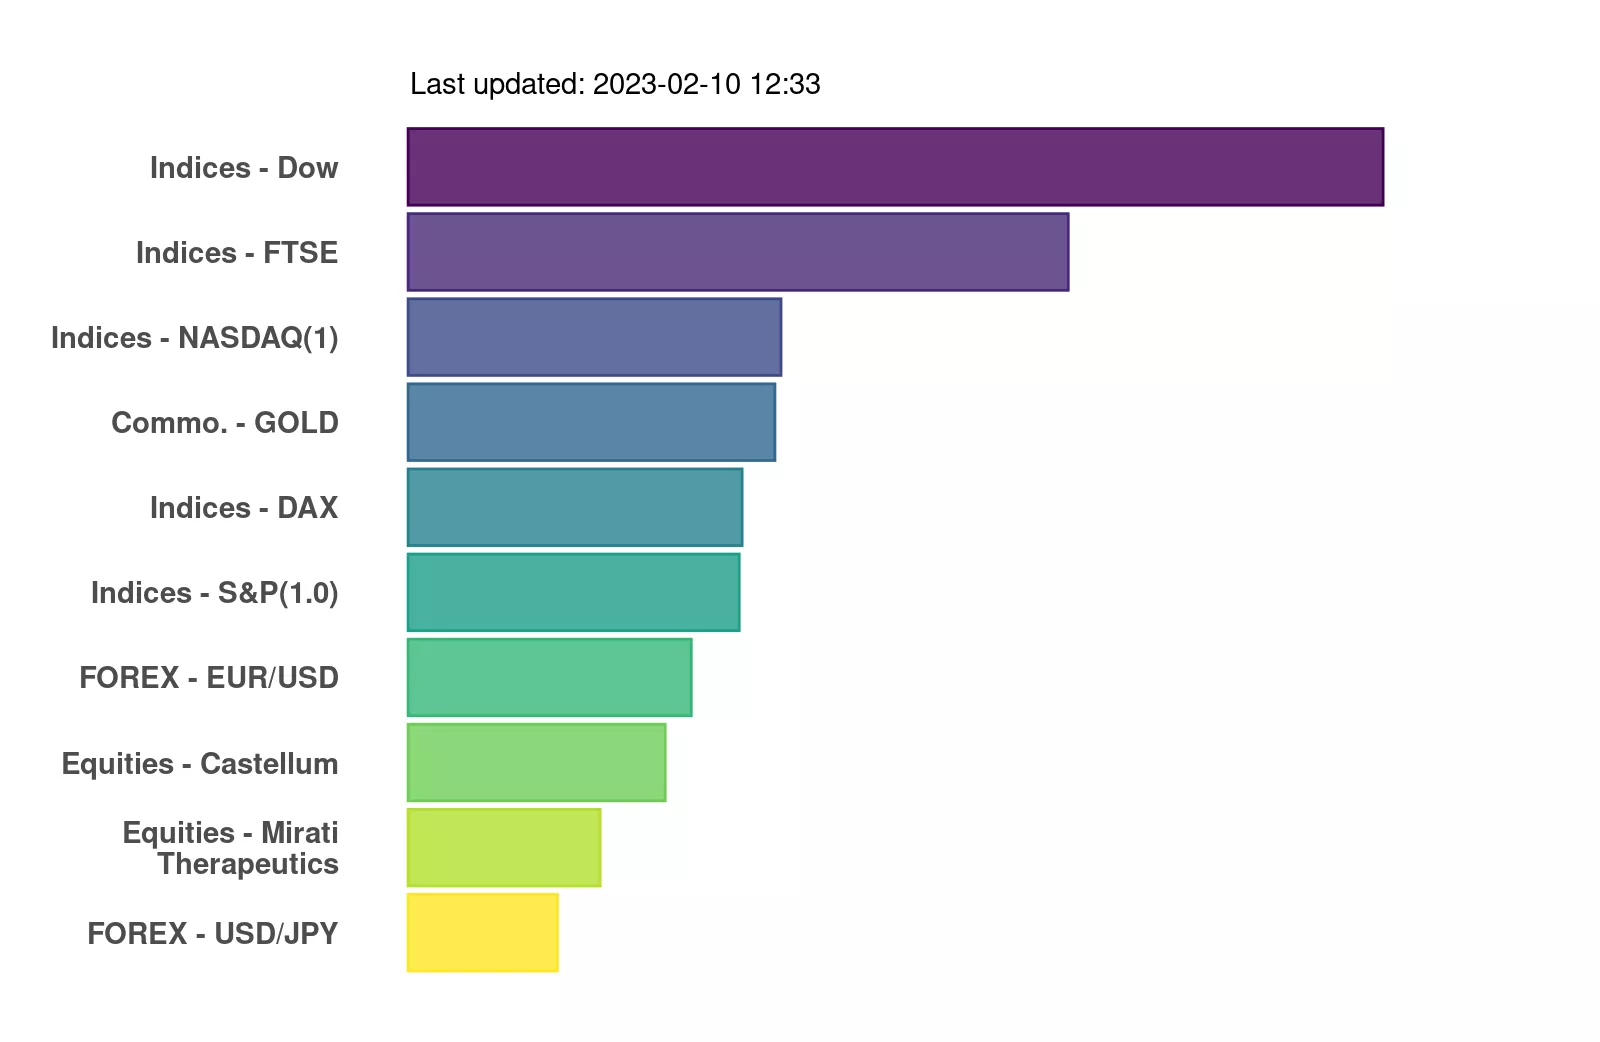 Last updated: 2023-02-10 12:33
Indices - Dow
Indices - FTSE
Indices - NASDAQ(1)
Commo. - GOLD
Indices - DAX
Indices - S&P(1.0)
FOREX - EUR/USD
Equities - Castellum
Equities - Mirati
Therapeutics
FOREX - USD/JPY